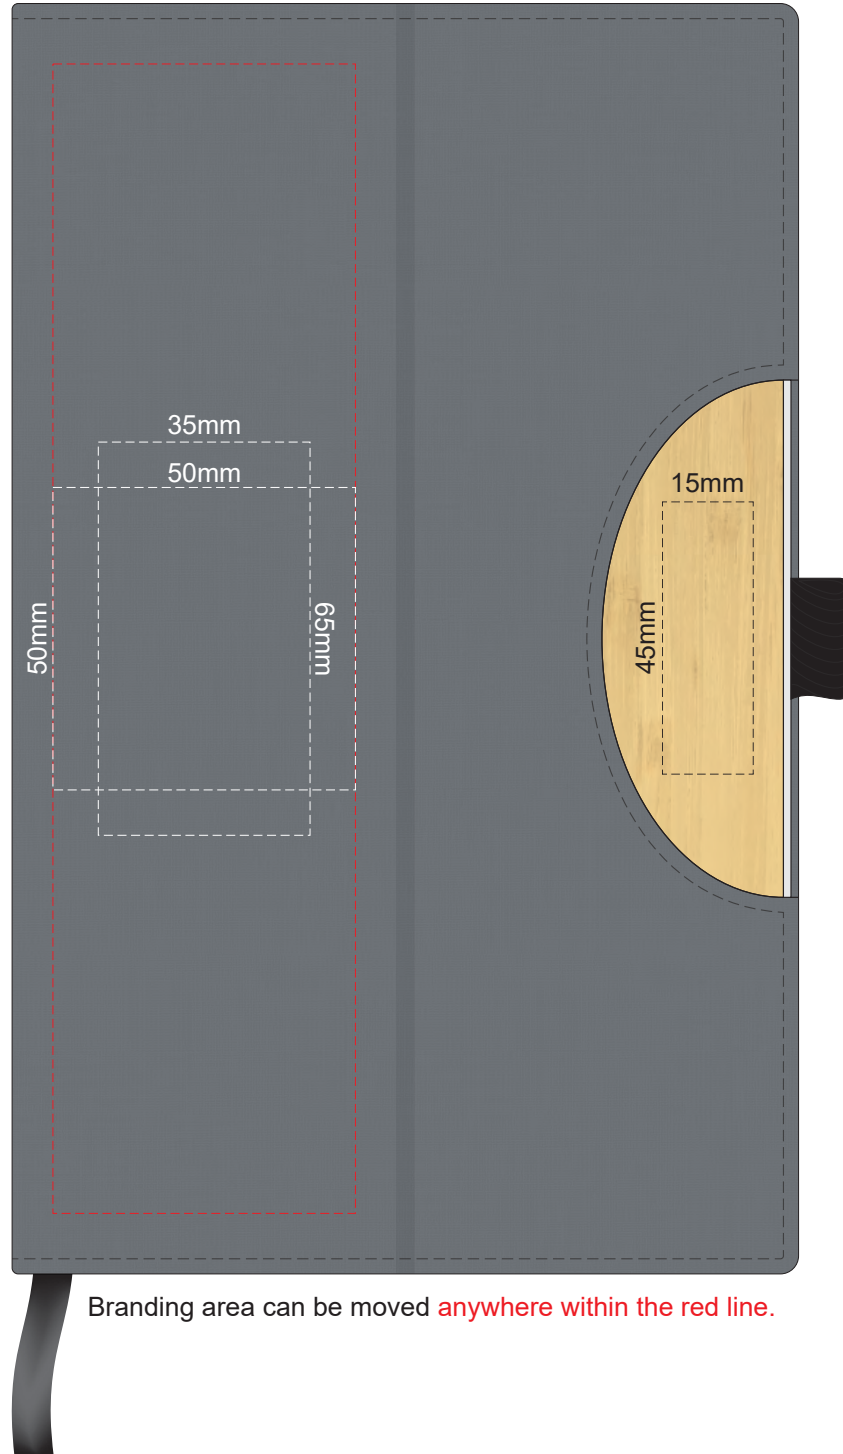 35mm
50mm
50mm
65mm
15mm
45mm
Branding area can be moved anywhere within the red line.